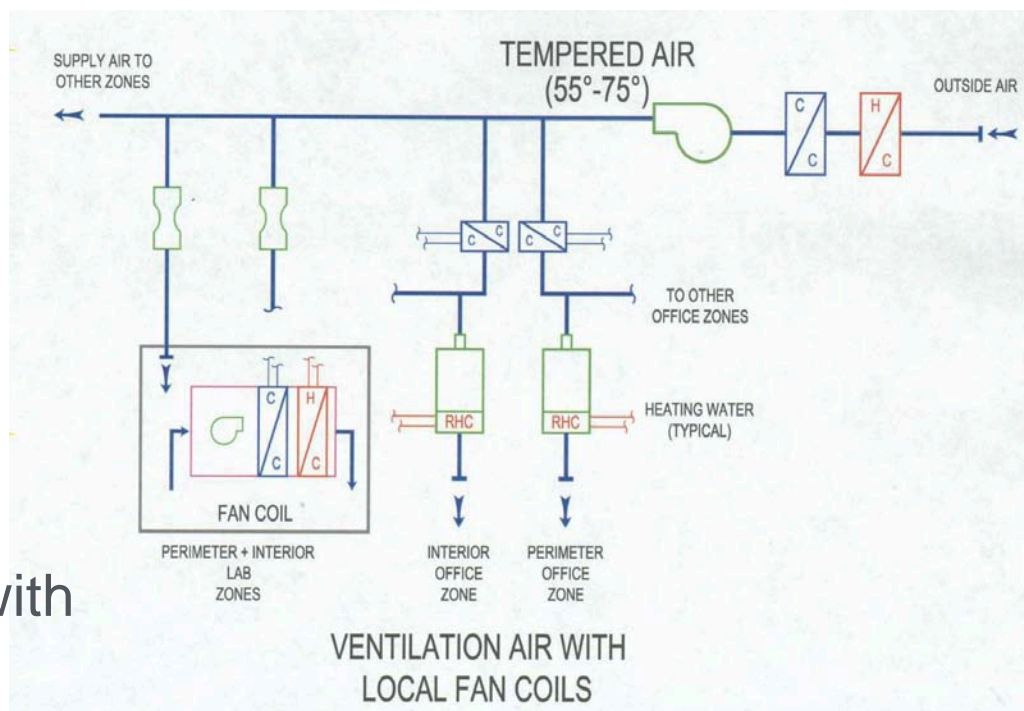 TEMPERED AIR
(55°-75°)
SUPPLY AIR TO
OTHER ZONES
OUTSIDE AIR
C
C
H
C
C
C
C
C
TO OTHER
OFFICE ZONES
C
C
H
C
FAN COIL
RHC
RHC
HEATING WATER
(TYPICAL)
PERIMETER + INTERIOR
LAB
ZONES
INTERIOR
OFFICE
ZONE
PERIMETER
OFFICE
ZONE
with
VENTILATION AIR WITH
LOCAL FAN COILS